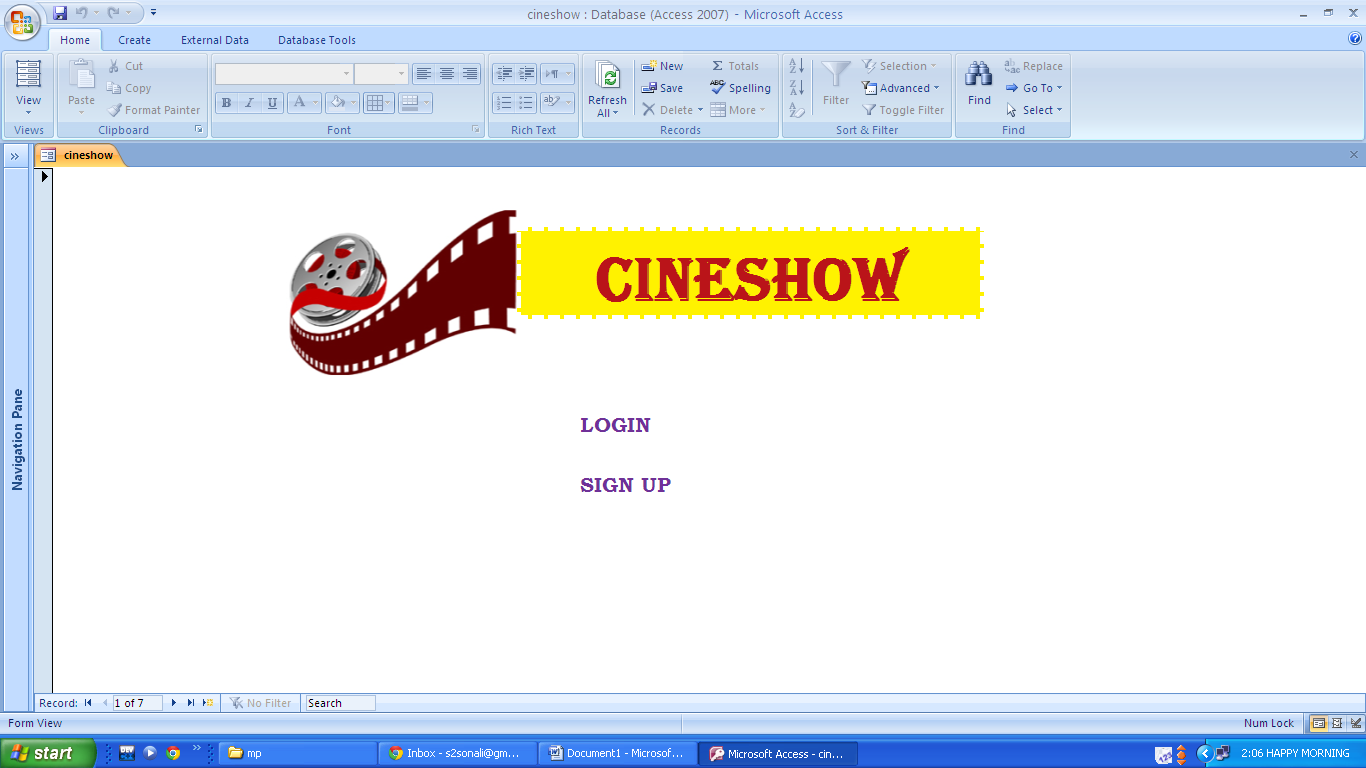 cineshow : Database (Access 2007) - Microsoft Access
Home Create External Data Database Tools
View
Views
Paste
Cut
Copy
Format Painter
Clipboard
B I U A
Font
ab
Rich Text
Refresh All
New
Save
Delete
Σ Totals
ABC Spelling
More
Records
A Z
Z A
A Z
Filter
Selection
Advanced
Toggle Filter
Sort & Filter
Find
ab ac Replace
Go To
Select
Find
» cineshow
Navigation Pane
CINESHOW
LOGIN
SIGN UP
Record: 1 of 7 No Filter Search
Form View Num Lock
start » mp Inbox - s2sonali@gm... Document1 - Microsof... Microsoft Access - cin... 2:06 HAPPY MORNING